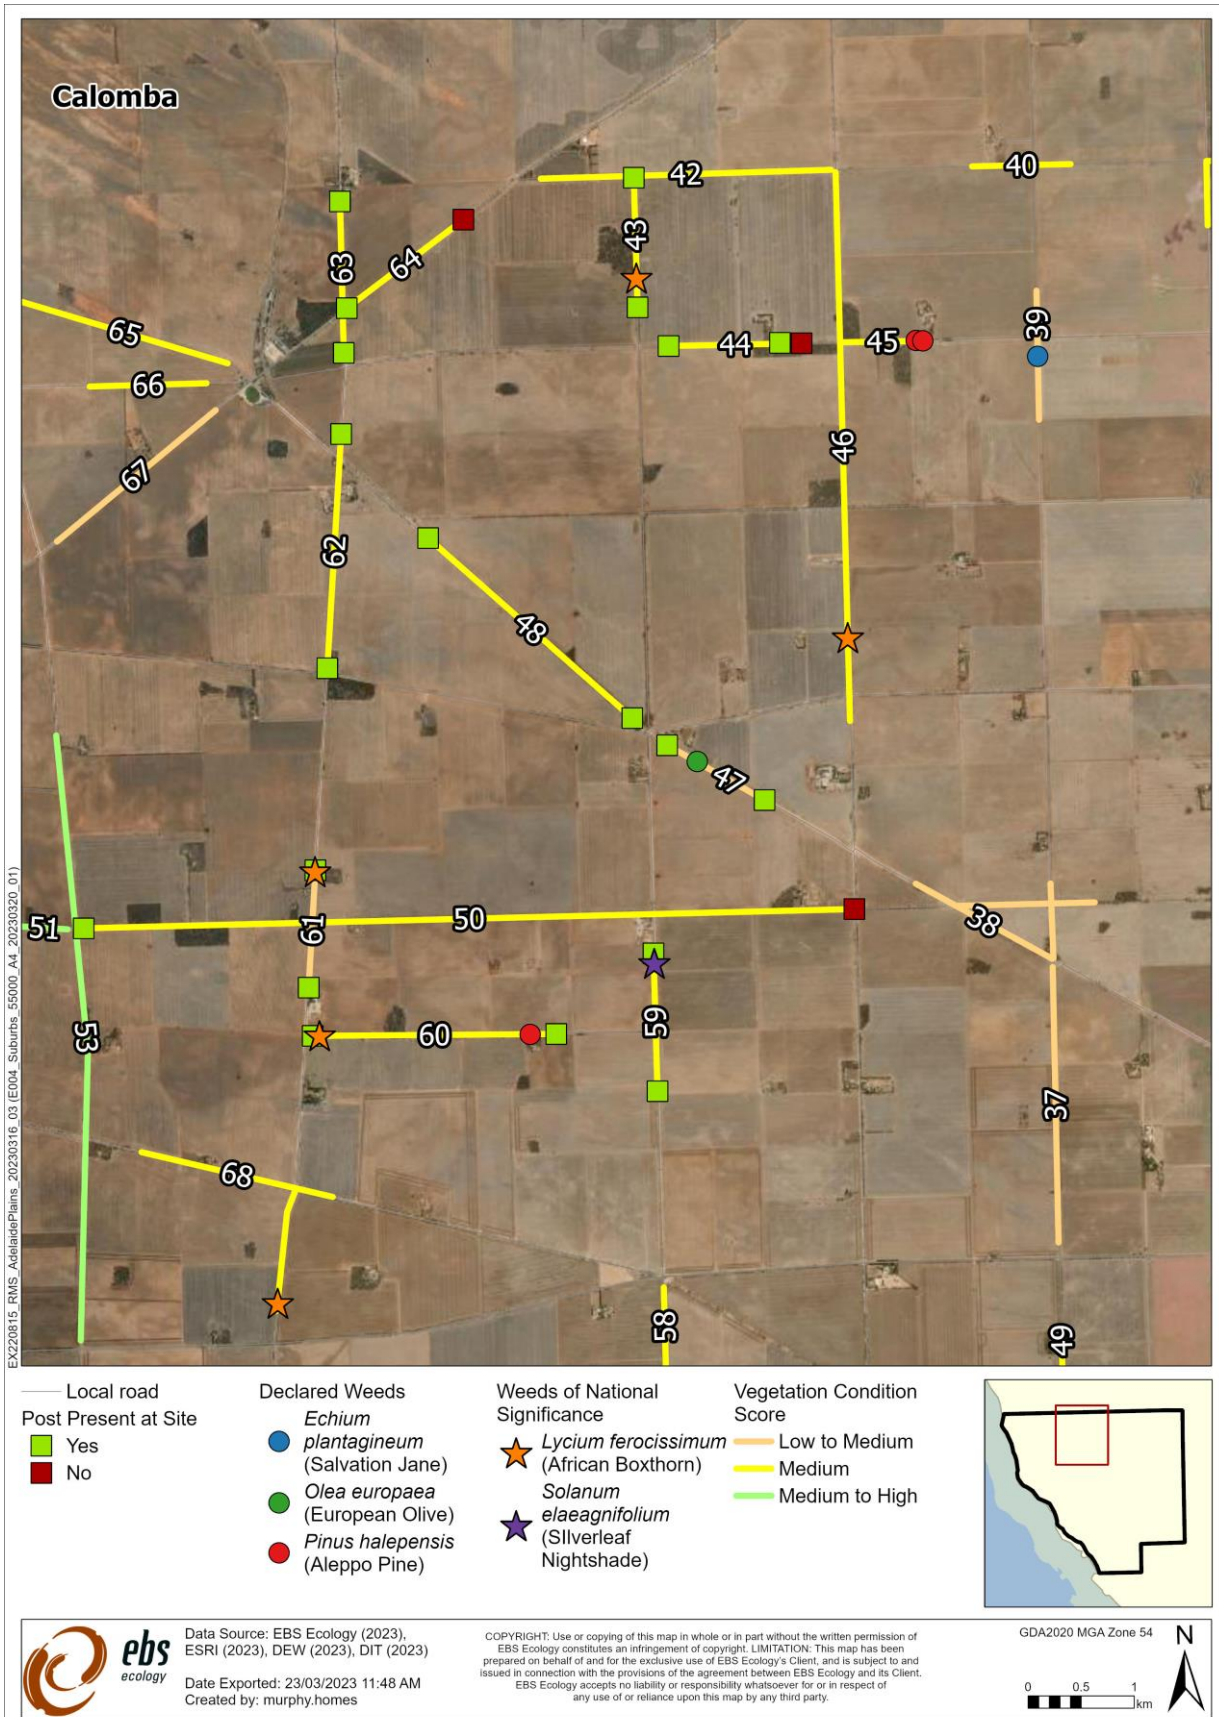 Calomba
42
40
43
63
64
39
65
44
45
66
46
67
62
48
47
51
50
38
61
53
59
60
37
68
58
49
EX220815_RMS_AdelaidePlains_20230316_03 (E004_Suburbs_55000_A4_20230320_01)
Local road
Post Present at Site
Yes
No
Declared Weeds
Echium
plantagineum
(Salvation Jane)
Olea europaea
(European Olive)
Pinus halepensis
(Aleppo Pine)
Weeds of National
Significance
Lycium ferocissimum
(African Boxthorn)
Solanum
elaeagnifolium
(SIlverleaf
Nightshade)
Vegetation Condition
Score
Low to Medium
Medium
Medium to High
ebs
ecology
Data Source: EBS Ecology (2023),
ESRI (2023), DEW (2023), DIT (2023)
Date Exported: 23/03/2023 11:48 AM
Created by: murphy.homes
COPYRIGHT: Use or copying of this map in whole or in part without the written permission of
EBS Ecology constitutes an infringement of copyright. LIMITATION: This map has been
prepared on behalf of and for the exclusive use of EBS Ecology's Client, and is subject to and
issued in connection with the provisions of the agreement between EBS Ecology and its Client.
EBS Ecology accepts no liability or responsibility whatsoever for or in respect of
any use of or reliance upon this map by any third party.
GDA2020 MGA Zone 54
N
0 0.5 1
km